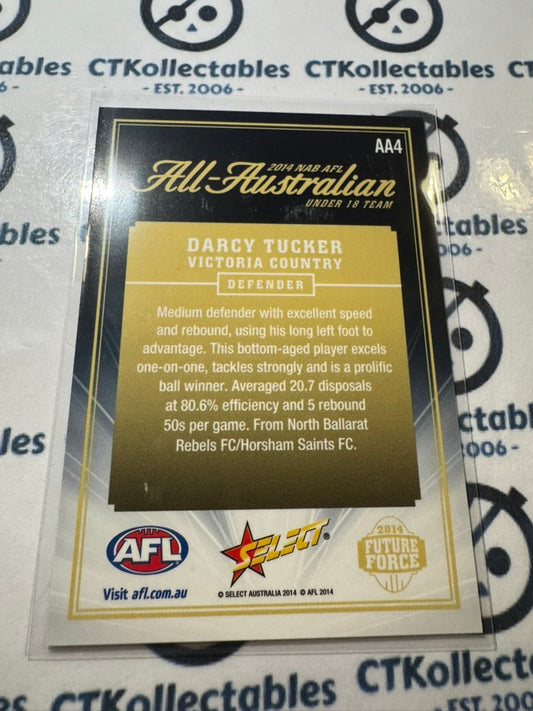 CTKollectables CTKollectables
- EST. 2006 - - EST. 2006 -
AA4
2014 NAB AFL
All-Australian
UNDER 18 TEAM
DARCY TUCKER
VICTORIA COUNTRY
DEFENDER
Medium defender with excellent speed
and rebound, using his long left foot to
advantage. This bottom-aged player excels
one-on-one, tackles strongly and is a prolific
ball winner. Averaged 20.7 disposals
at 80.6% efficiency and 5 rebound
50s per game. From North Ballarat
Rebels FC/Horsham Saints FC.
AFL
Visit afl.com.au
SELECT®
© SELECT AUSTRALIA 2014 © AFL 2014
2014
FUTURE
FORCE
CTKollectables
CTKollectables
- EST. 2006 -